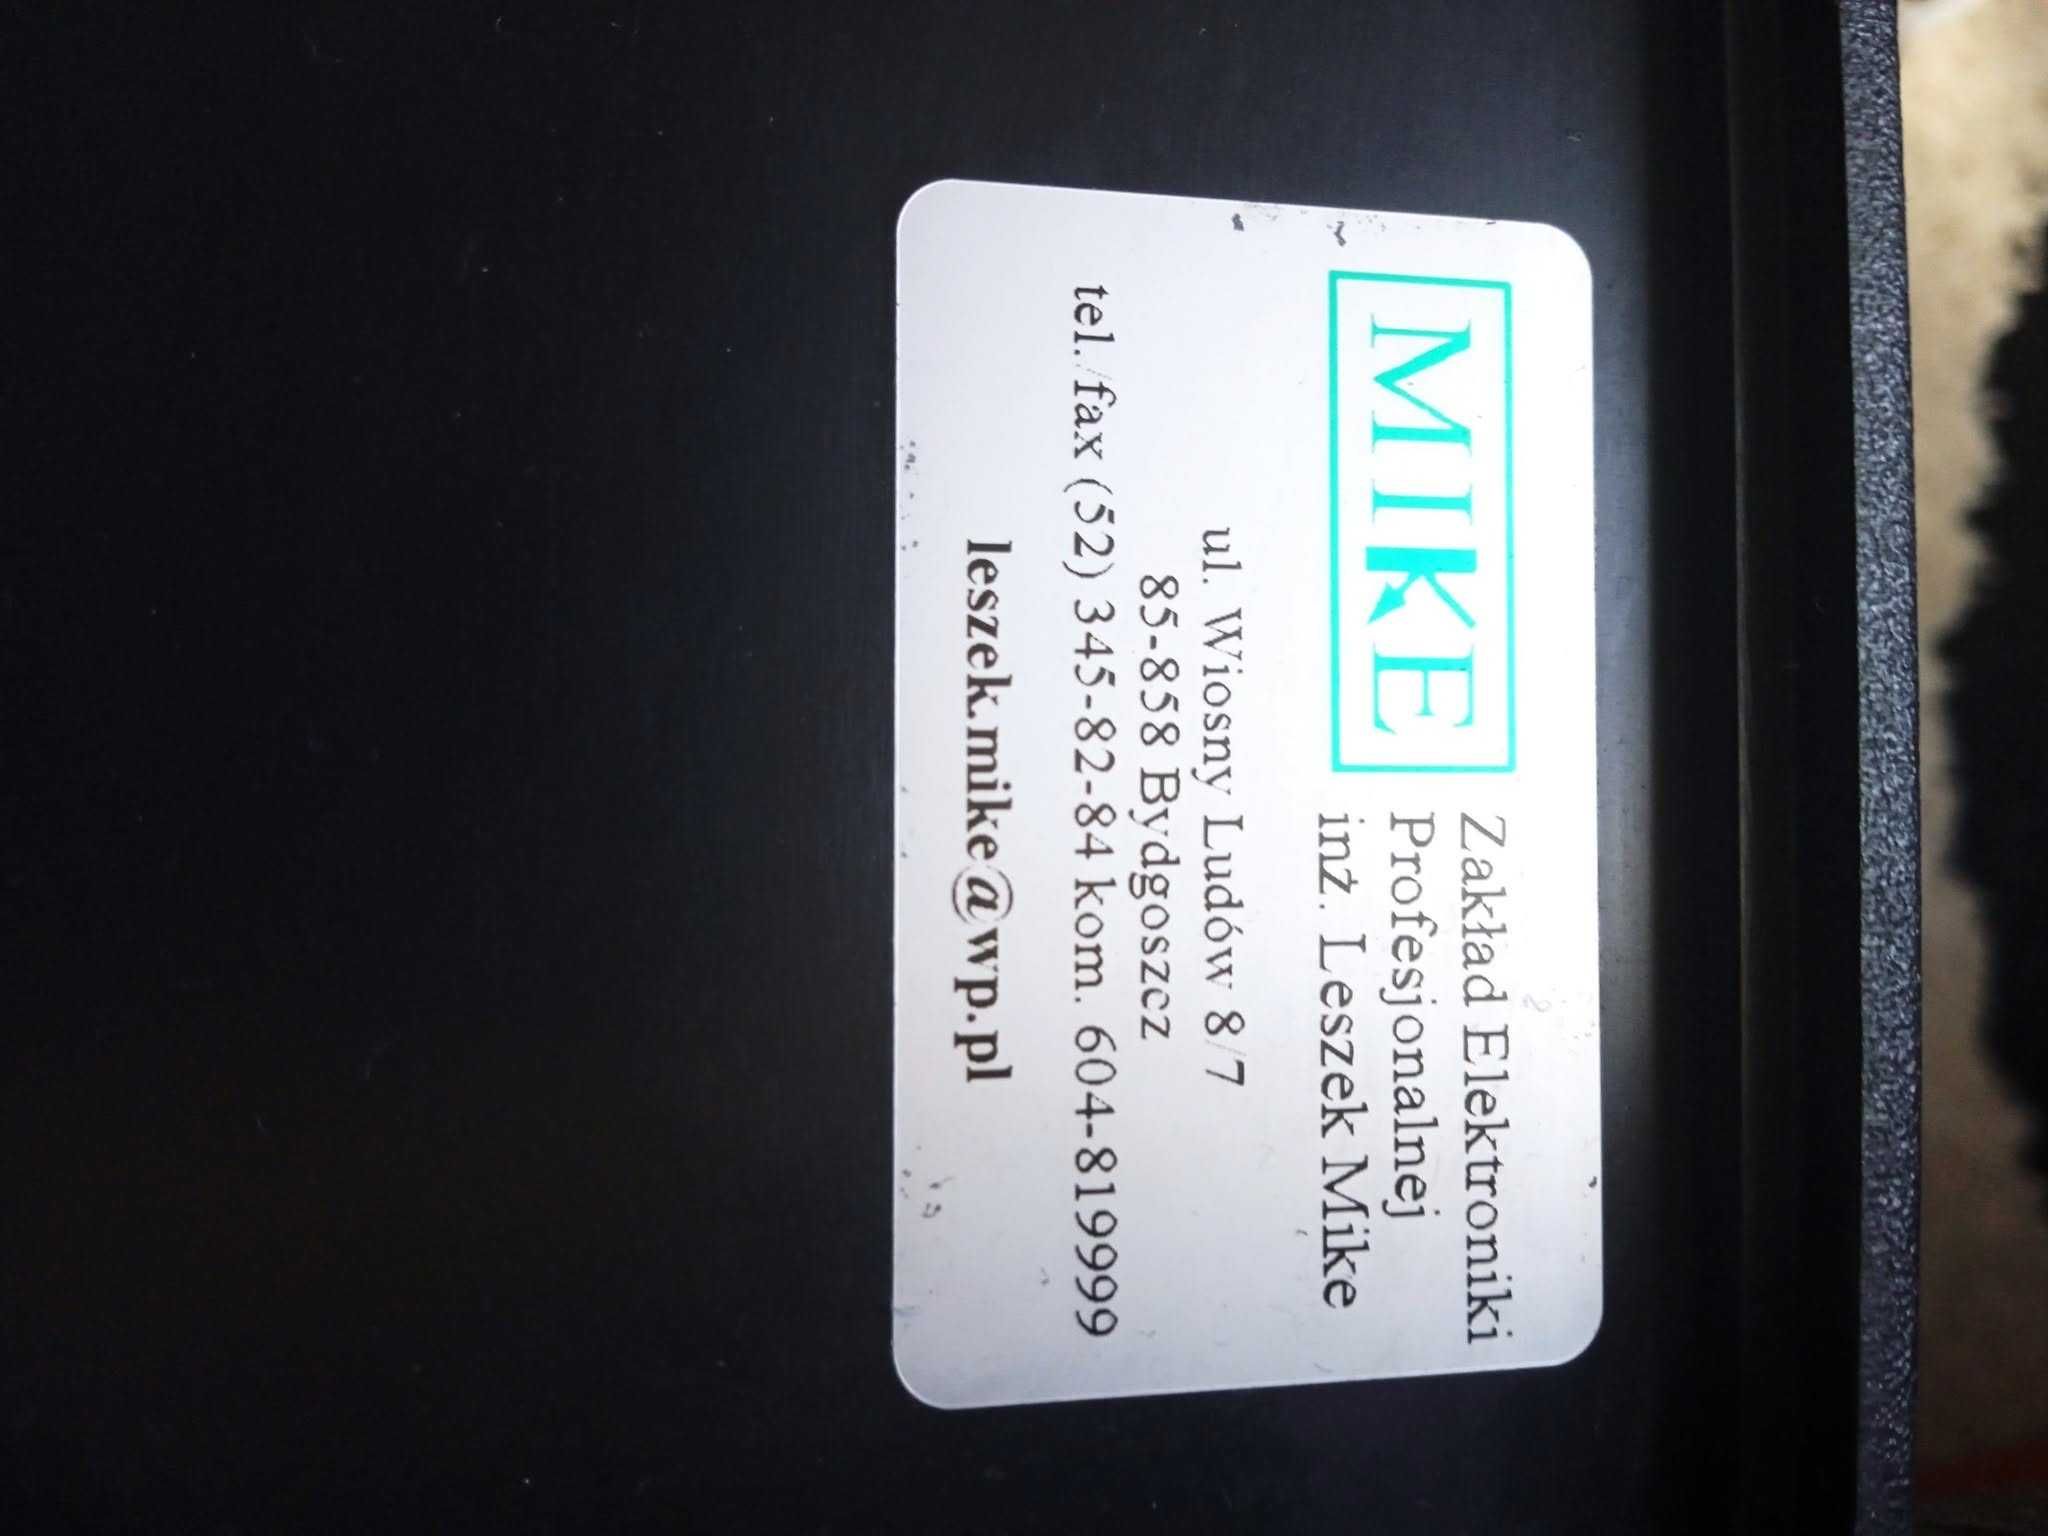 MIKE
Zakład Elektroniki
Profesjonalnej
inż. Leszek Mike
ul. Wiosny Ludów 8/7
85-858 Bydgoszcz
tel./fax (52) 345-82-84 kom. 604-819999
leszek.mike@wp.pl